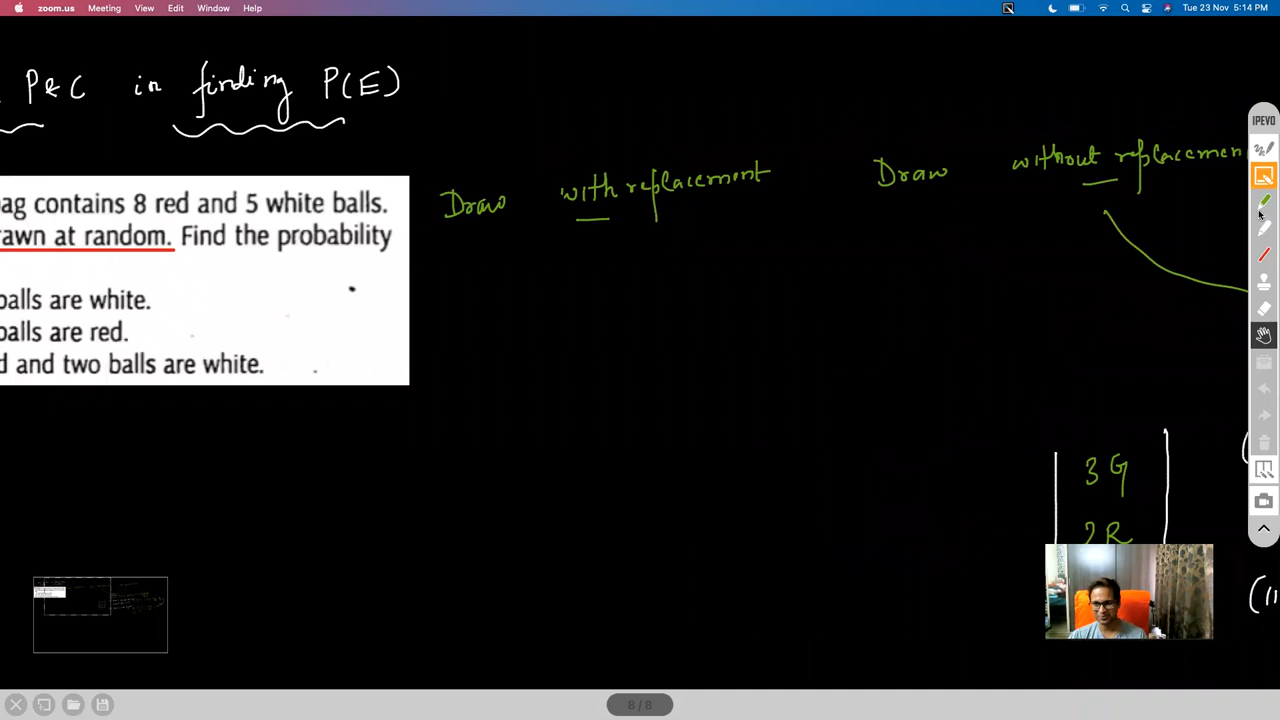 zoom.us Meeting View Edit Window Help Tue 23 Nov 5:14 PM
P&C in finding P(E)
IPEVO
Draw with replacement Draw without replacemen
ag contains 8 red and 5 white balls.
rawn at random. Find the probability
balls are white.
balls are red.
d and two balls are white.
3 G
2 R
(11
8/8